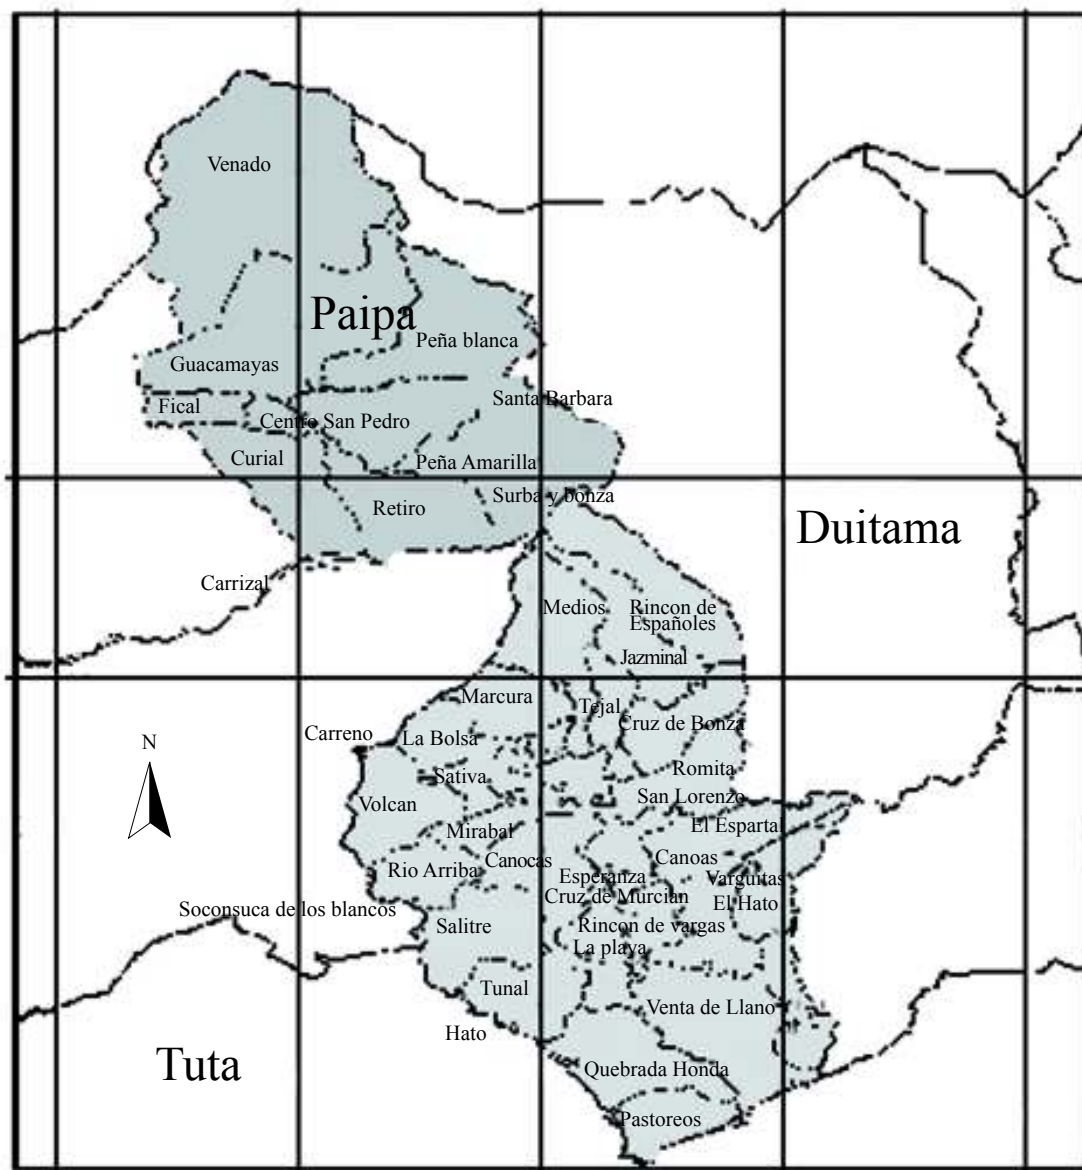 Venado
Paipa
Peña blanca
Guacamayas
Santa Barbara
Fical
Centro San Pedro
Curial
Peña Amarilla
Surba y bonza
Retiro
Duitama
Carrizal
Medios
Rincon de
Españoles
Jazminal
Marcura
Tejal
Cruz de Bonza
Carreno
La Bolsa
N
Sativa
Romita
Volcan
San Lorenzo
Mirabal
El Espartal
Canocas
Canoas
Rio Arriba
Esperanza
Varguitas
Cruz de Murcian
El Hato
Soconsuca de los blancos
Salitre
Rincon de vargas
La playa
Tunal
Venta de Llano
Hato
Tuta
Quebrada Honda
Pastoreos